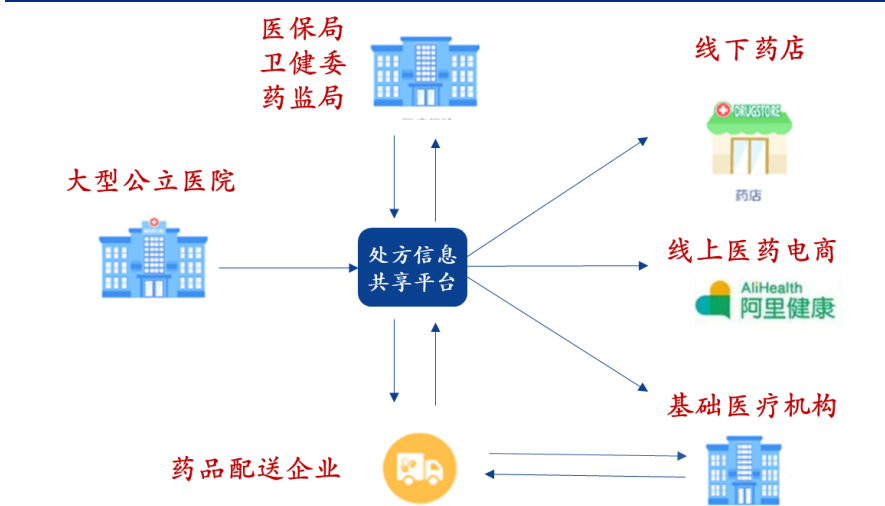 医保局
卫健委
药监局
线下药店
DRUGSTORE
药店
大型公立医院
HOSPITAL
处方信息
共享平台
线上医药电商
AliHealth
阿里健康
基础医疗机构
药品配送企业